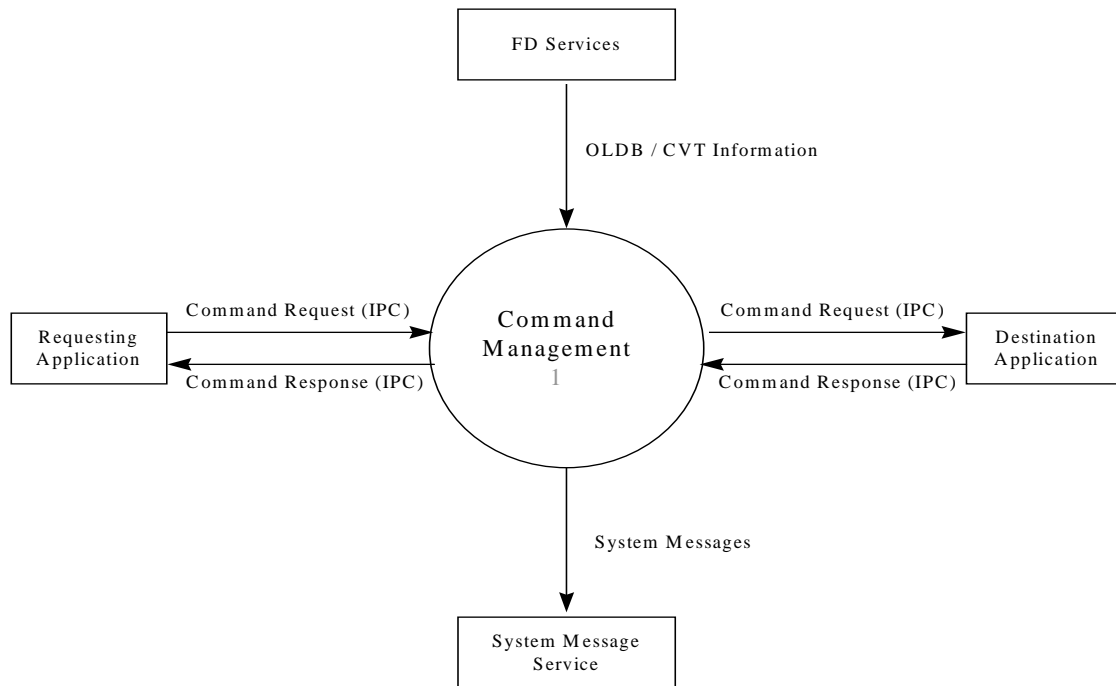 FD Services
OLDB / CVT Information
Command Request (IPC)
Command Request (IPC)
Requesting
Application
Command
Management
1
Destination
Application
Command Response (IPC)
Command Response (IPC)
System Messages
System Message
Service